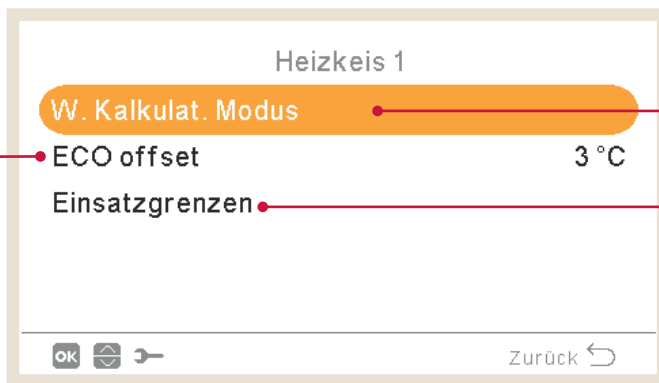 Heizkeis 1
W. Kalkulat. Modus
ECO offset 3 °C
Einsatzgrenzen
OK Zurück